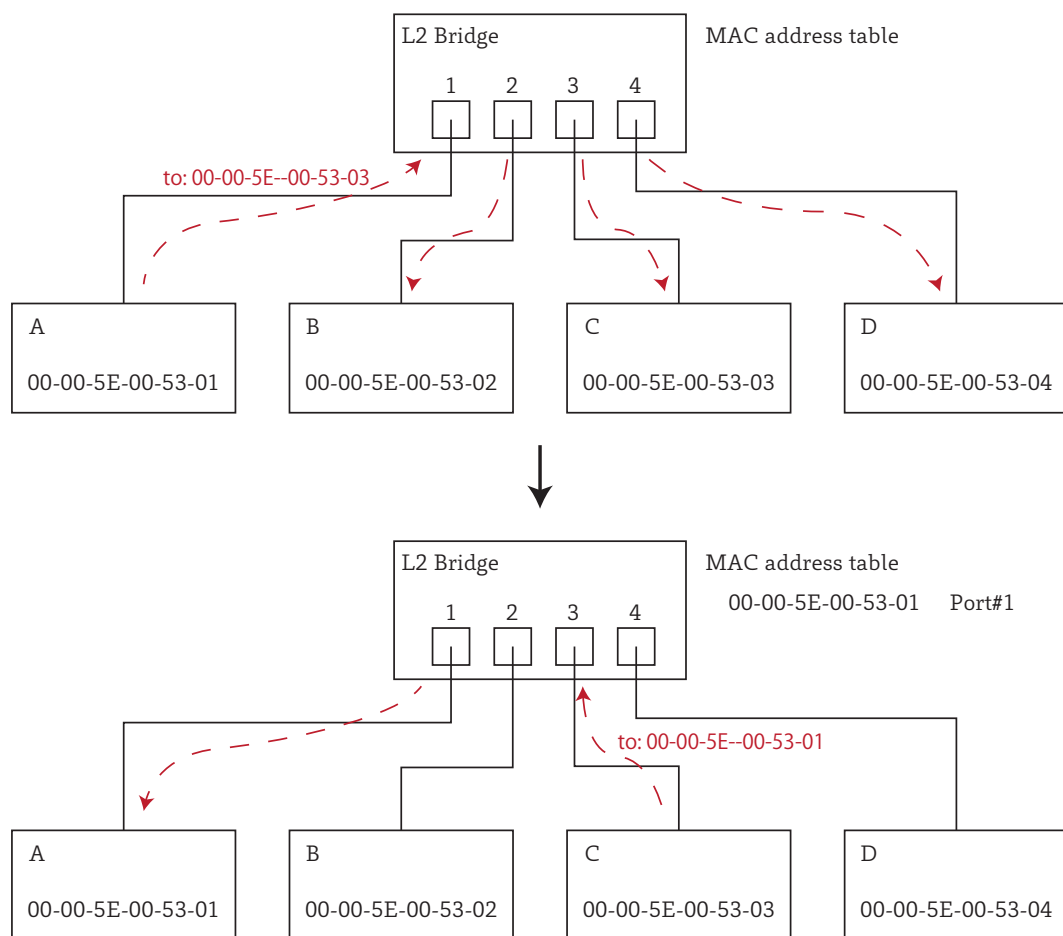 L2 Bridge
MAC address table
1 2 3 4
to: 00-00-5E--00-53-03
A
B
C
D
00-00-5E-00-53-01
00-00-5E-00-53-02
00-00-5E-00-53-03
00-00-5E-00-53-04
L2 Bridge
MAC address table
00-00-5E-00-53-01 Port#1
1 2 3 4
to: 00-00-5E--00-53-01
A
B
C
D
00-00-5E-00-53-01
00-00-5E-00-53-02
00-00-5E-00-53-03
00-00-5E-00-53-04